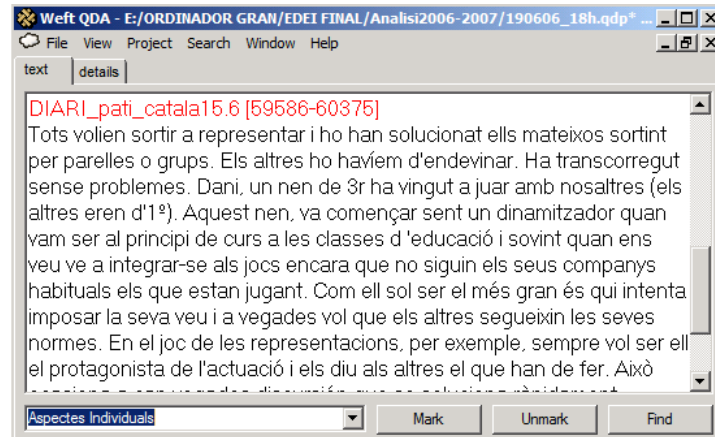 Weft QDA - E:/ORDINADOR GRAN/EDEI FINAL/Analisi2006-2007/190606_18h.qdp* ...
File View Project Search Window Help
text details
DIARI_pati_catala15.6 [59586-60375]
Tots volien sortir a representar i ho han solucionat ells mateixos sortint
per parelles o grups. Els altres ho havíem d'endevinar. Ha transcorregut
sense problemes. Dani, un nen de 3r ha vingut a juar amb nosaltres (els
altres eren d'1º). Aquest nen, va començar sent un dinamitzador quan
vam ser al principi de curs a les classes d 'educació i sovint quan ens
veu ve a integrar-se als jocs encara que no siguin els seus companys
habituals els que estan jugant. Com ell sol ser el més gran és qui intenta
imposar la seva veu i a vegades vol que els altres segueixin les seves
normes. En el joc de les representacions, per exemple, sempre vol ser ell
el protagonista de l'actuació i els diu als altres el que han de fer. Això
Aspectes Individuals Mark Unmark Find